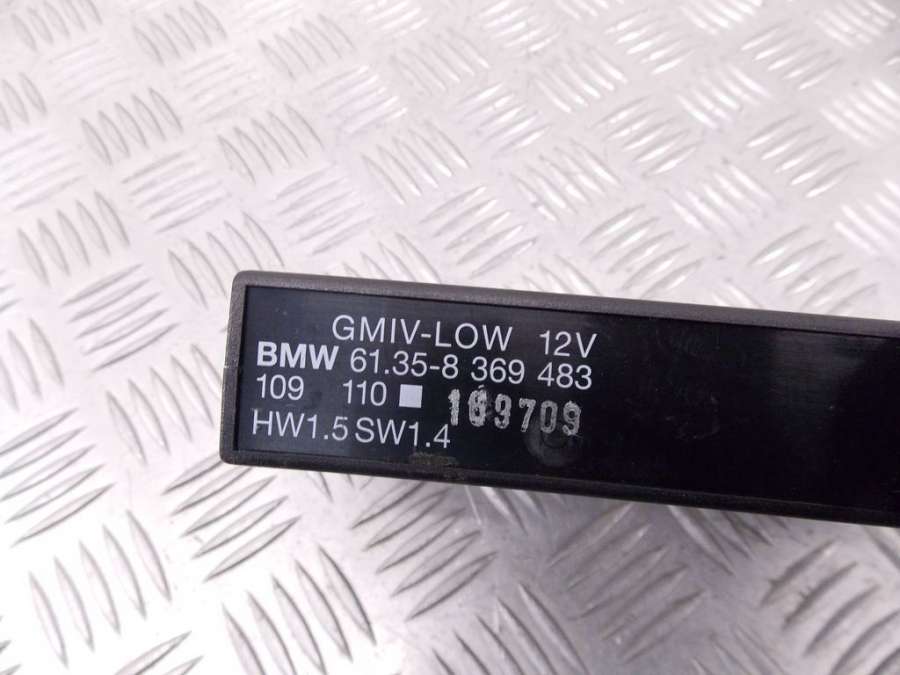 GMIV-LOW 12V
BMW 61.35-8 369 483
109 110 169709
HW1.5 SW1.4